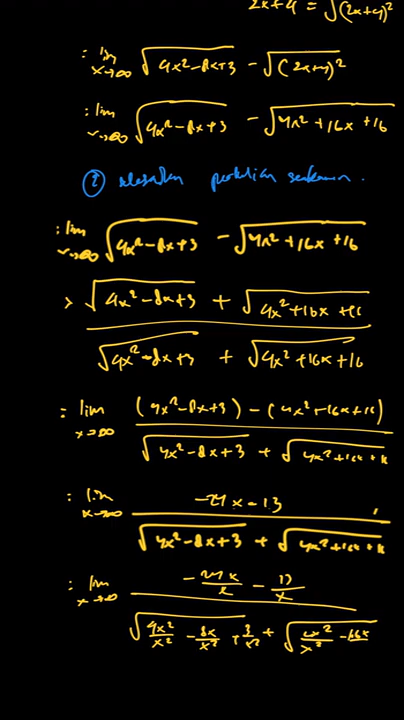 2x+4 = √(2x+4)²
: lim x→∞ √4x²-8x+3 - √(2x+4)²
: lim x→∞ √4x²-8x+3 - √4x²+16x+16
② selesaikan perkalian sekawan.
: lim x→∞ √4x²-8x+3 - √4x²+16x+16
> √4x²-8x+3 + √4x²+16x+16
√4x²-8x+3 + √4x²+16x+16
: lim x→∞ (4x²-8x+3) - (4x²+16x+16)
√4x²-8x+3 + √4x²+16x+16
: lim x→∞ -24x-13
√4x²-8x+3 + √4x²+16x+16
: lim x→∞ -24x/x - 13/x
√4x²/x² - 8x/x² + 3/x² + √4x²/x² - 16x